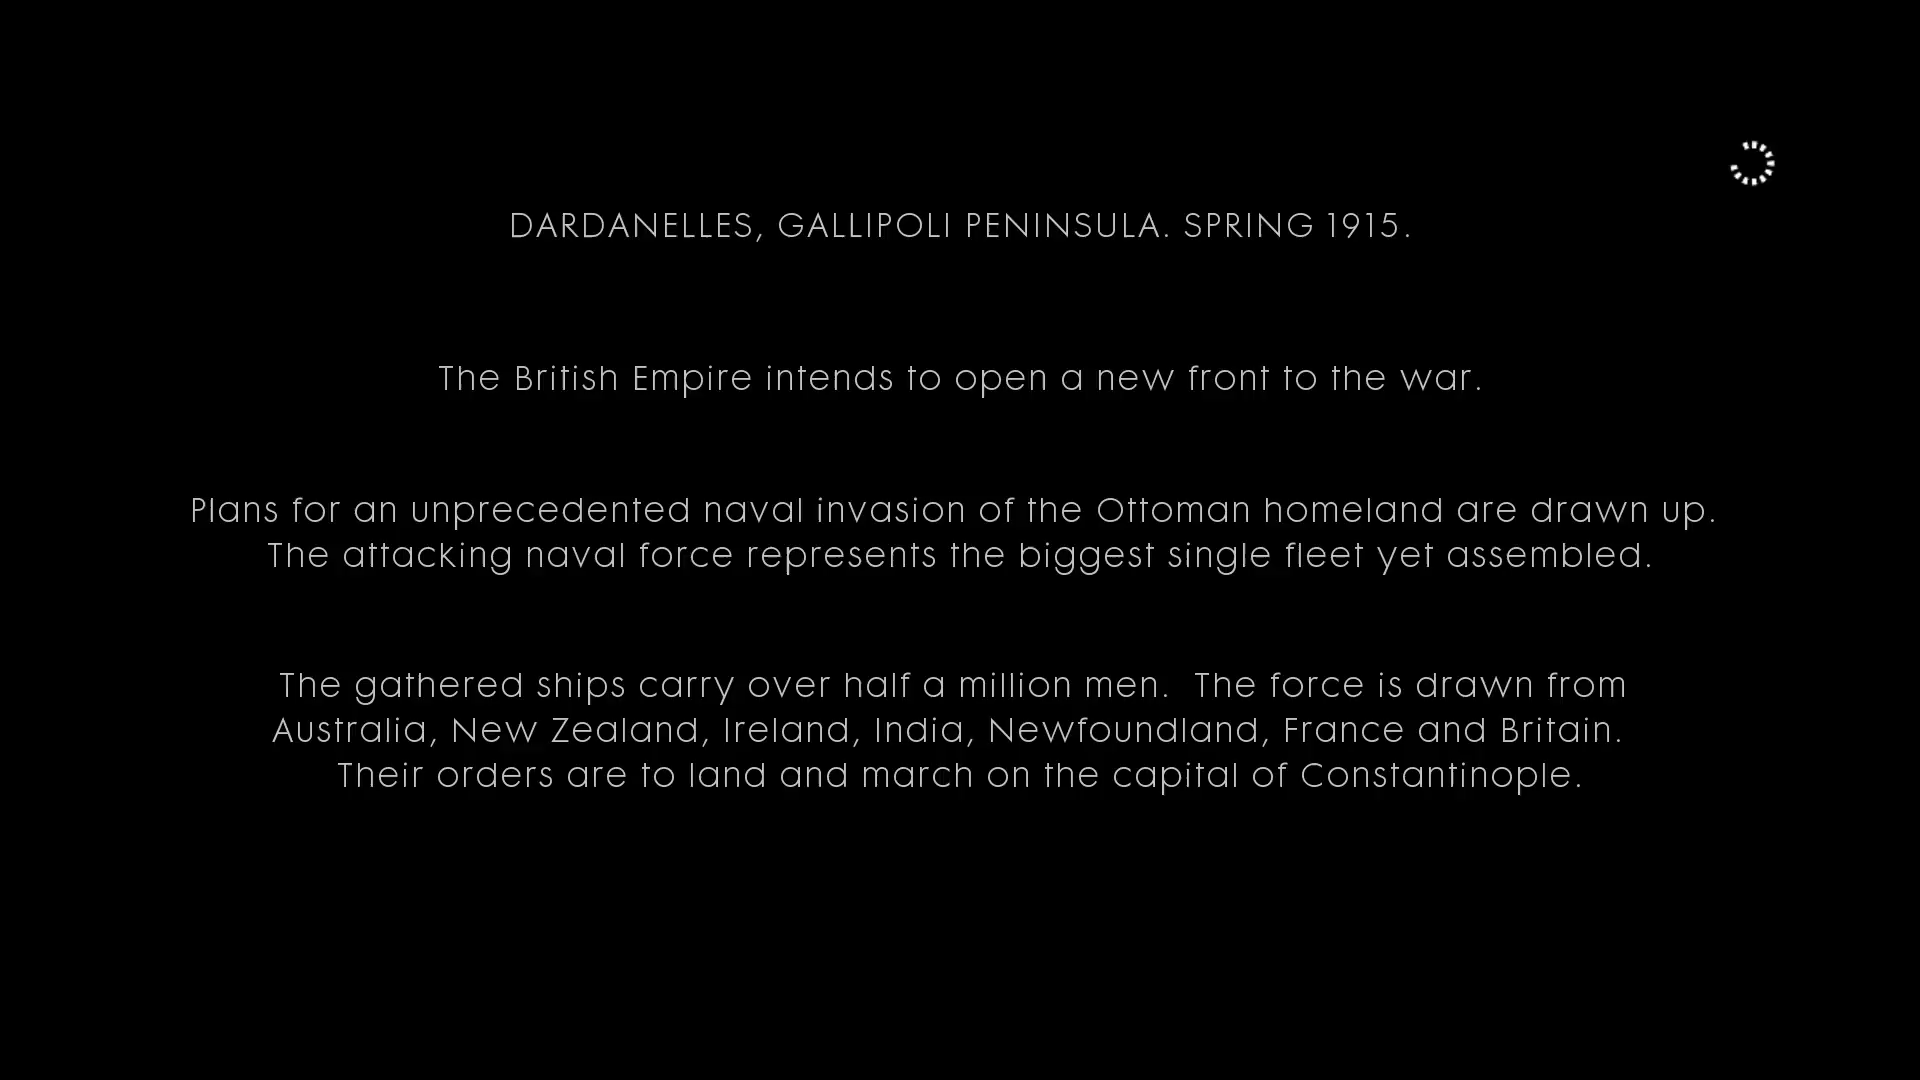 DARDANELLES, GALLIPOLI PENINSULA. SPRING 1915.
The British Empire intends to open a new front to the war.
Plans for an unprecedented naval invasion of the Ottoman homeland are drawn up.
The attacking naval force represents the biggest single fleet yet assembled.
The gathered ships carry over half a million men.  The force is drawn from
Australia, New Zealand, Ireland, India, Newfoundland, France and Britain.
Their orders are to land and march on the capital of Constantinople.